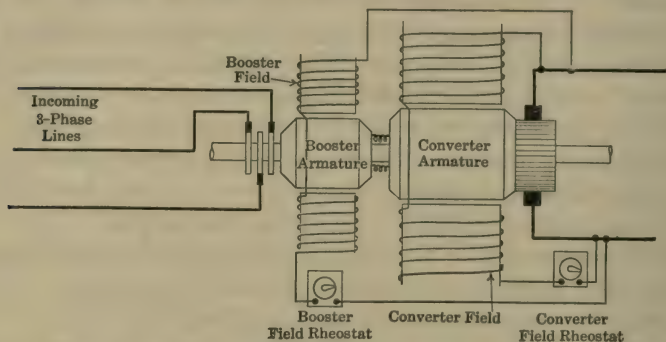 Booster
Field
Incoming
3-Phase
Lines
Booster
Armature
Converter
Armature
Booster
Field Rheostat
Converter Field
Converter
Field Rheostat